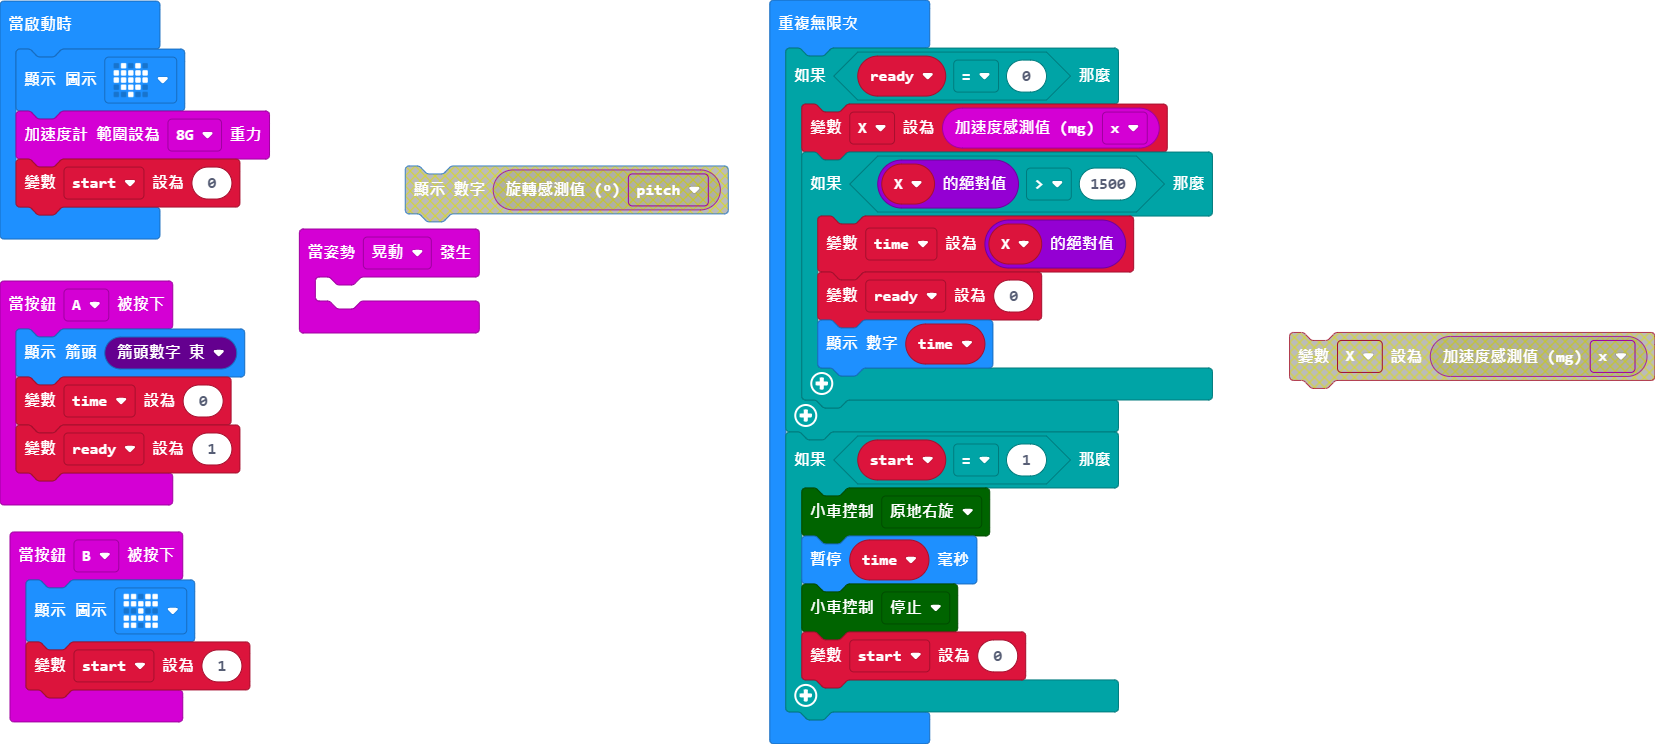 當啟動時
顯示 圖示
加速度計 範圍設為 8G 重力
變數 start 設為 0
當按鈕 A 被按下
顯示 箭頭 箭頭數字 東
變數 time 設為 0
變數 ready 設為 1
當按鈕 B 被按下
顯示 圖示
變數 start 設為 1
顯示 數字 旋轉感測值 (º) pitch
當姿勢 晃動 發生
重複無限次
如果 ready = 0 那麼
變數 X 設為 加速度感測值 (mg) x
如果 X 的絕對值 > 1500 那麼
變數 time 設為 X 的絕對值
變數 ready 設為 0
顯示 數字 time
如果 start = 1 那麼
小車控制 原地右旋
暫停 time 毫秒
小車控制 停止
變數 start 設為 0
變數 X 設為 加速度感測值 (mg) x